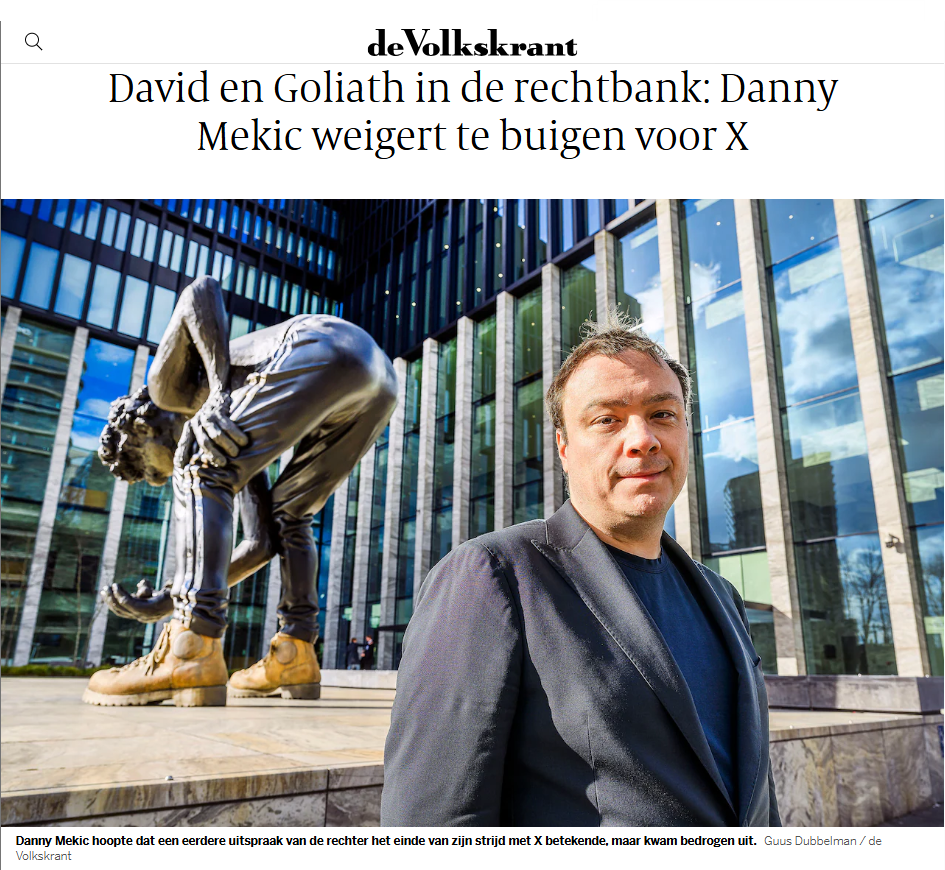 deVolkskrant
David en Goliath in de rechtbank: Danny
Mekic weigert te buigen voor X
Danny Mekic hoopte dat een eerdere uitspraak van de rechter het einde van zijn strijd met X betekende, maar kwam bedrogen uit. Guus Dubbelman / de
Volkskrant